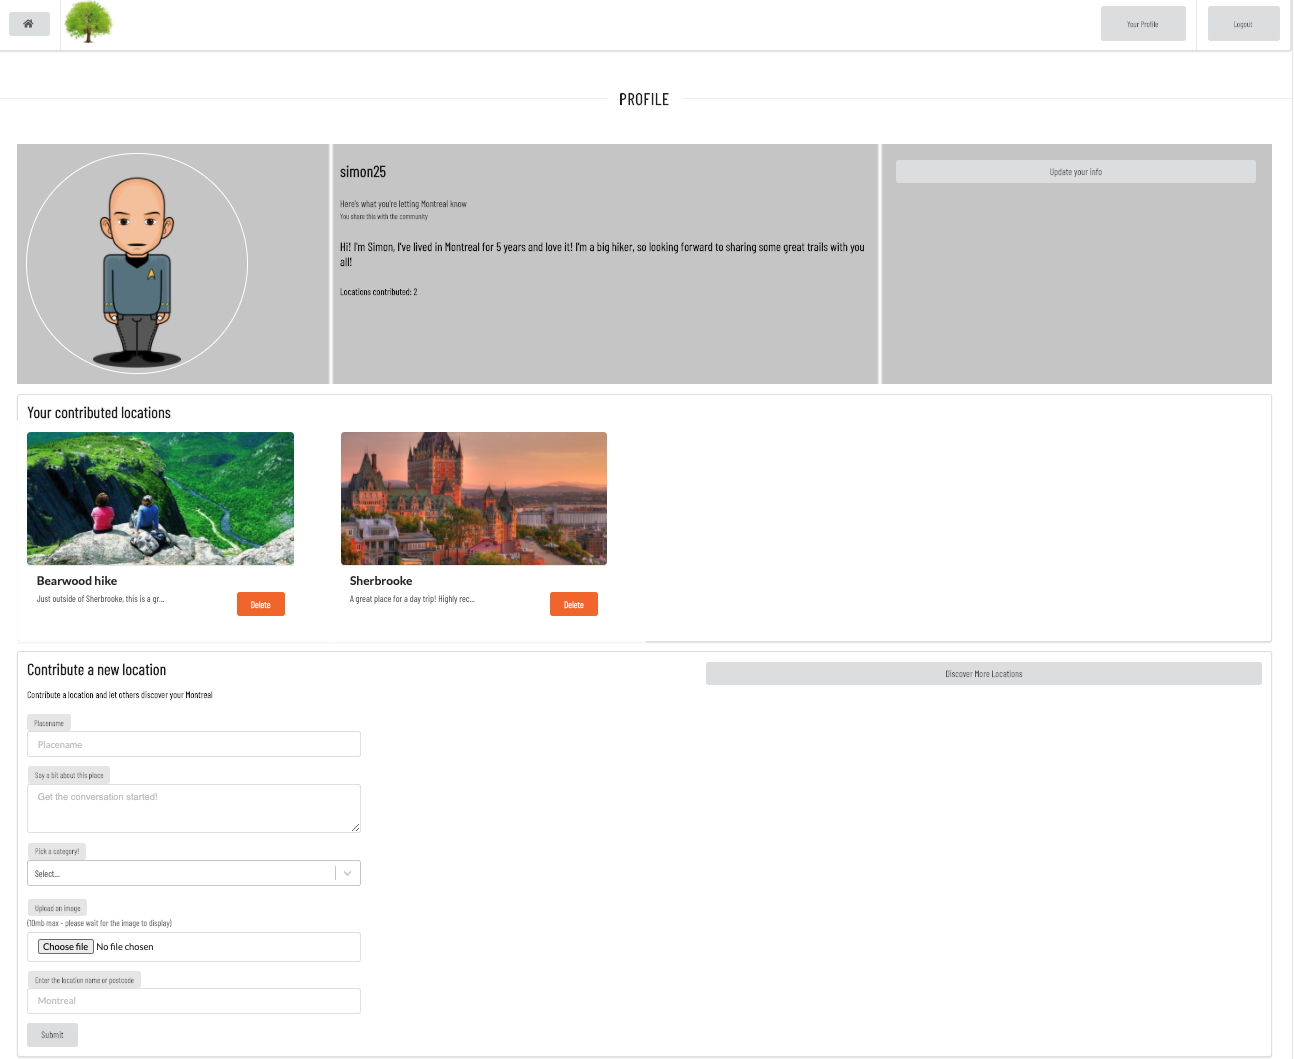 Your Profile
Logout
PROFILE
simon25
Update your info
Here's what you're letting Montreal know
You share this with the community
Hi! I'm Simon, I've lived in Montreal for 5 years and love it! I'm a big hiker, so looking forward to sharing some great trails with you
all!
Locations contributed: 2
Your contributed locations
Bearwood hike
Just outside of Sherbrooke, this is a gr...
Delete
Sherbrooke
A great place for a day trip! Highly rec...
Delete
Contribute a new location
Discover More Locations
Contribute a location and let others discover your Montreal
Placename
Placename
Say a bit about this place
Get the conversation started!
Pick a category!
Select...
Upload an image
(10mb max - please wait for the image to display)
Choose file No file chosen
Enter the location name or postcode
Montreal
Submit